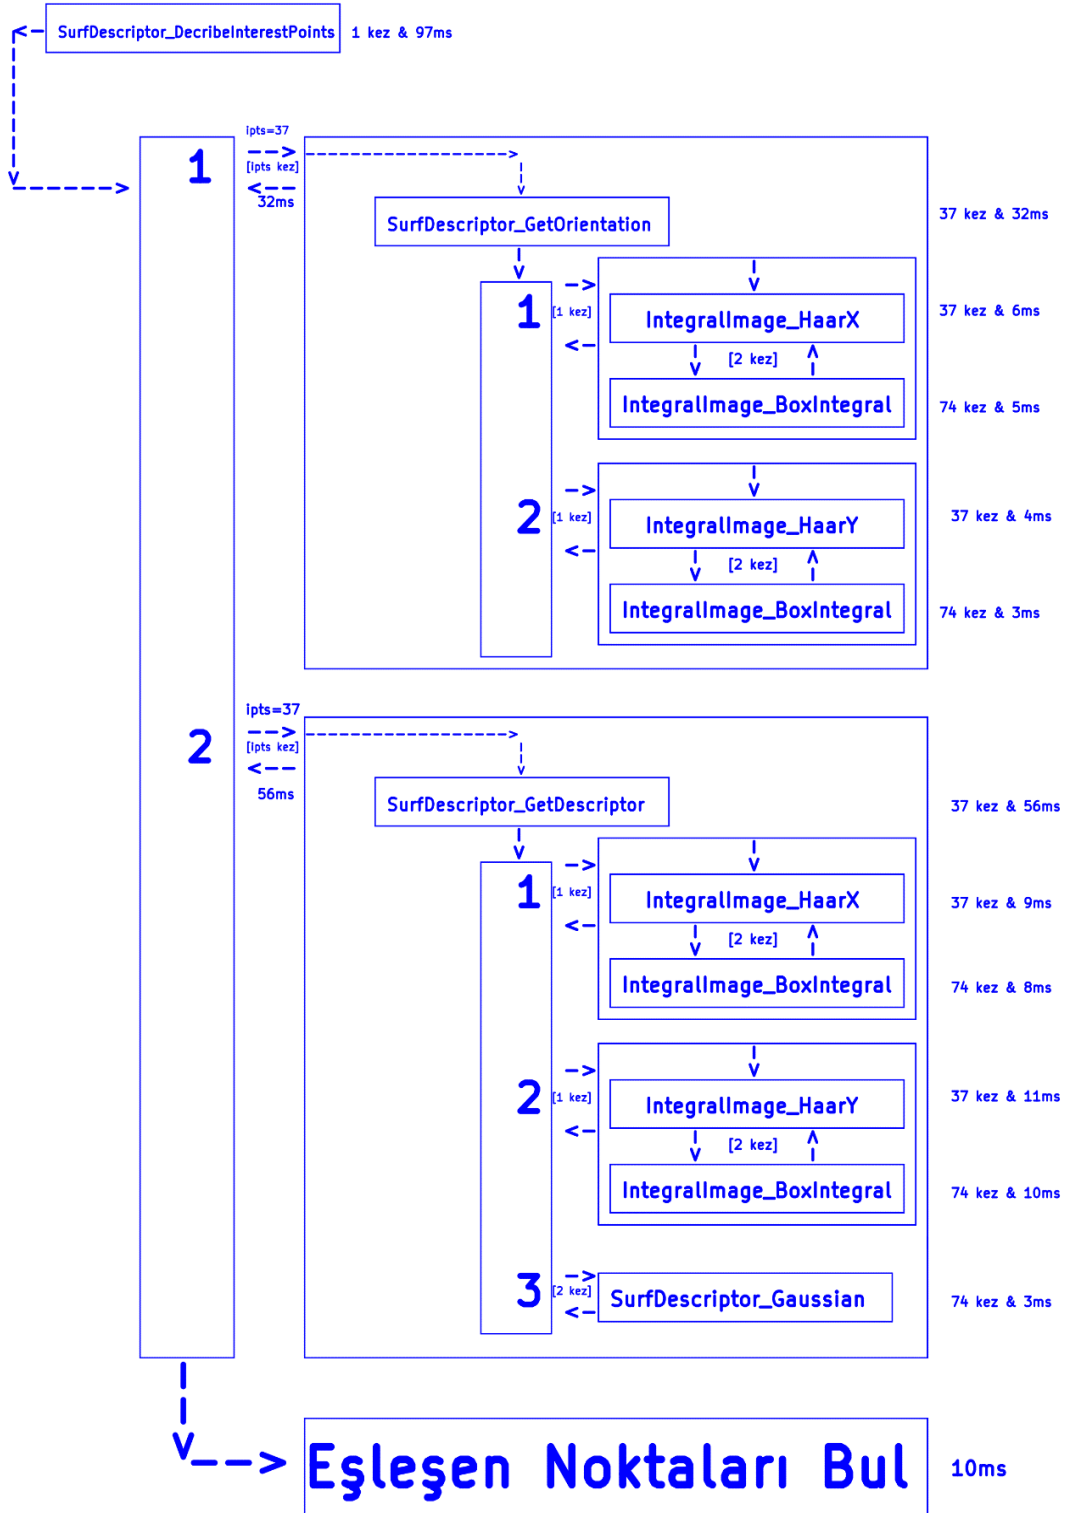 SurfDescriptor_DecribeInterestPoints 1 kez & 97ms
ipts=37
1
[ipts kez]
32ms
SurfDescriptor_GetOrientation 37 kez & 32ms
1 [1 kez] IntegralImage_HaarX 37 kez & 6ms
[2 kez]
IntegralImage_BoxIntegral 74 kez & 5ms
2 [1 kez] IntegralImage_HaarY 37 kez & 4ms
[2 kez]
IntegralImage_BoxIntegral 74 kez & 3ms
ipts=37
2 [ipts kez]
56ms
SurfDescriptor_GetDescriptor 37 kez & 56ms
1 [1 kez] IntegralImage_HaarX 37 kez & 9ms
[2 kez]
IntegralImage_BoxIntegral 74 kez & 8ms
2 [1 kez] IntegralImage_HaarY 37 kez & 11ms
[2 kez]
IntegralImage_BoxIntegral 74 kez & 10ms
3 [2 kez] SurfDescriptor_Gaussian 74 kez & 3ms
Eşleşen Noktaları Bul 10ms